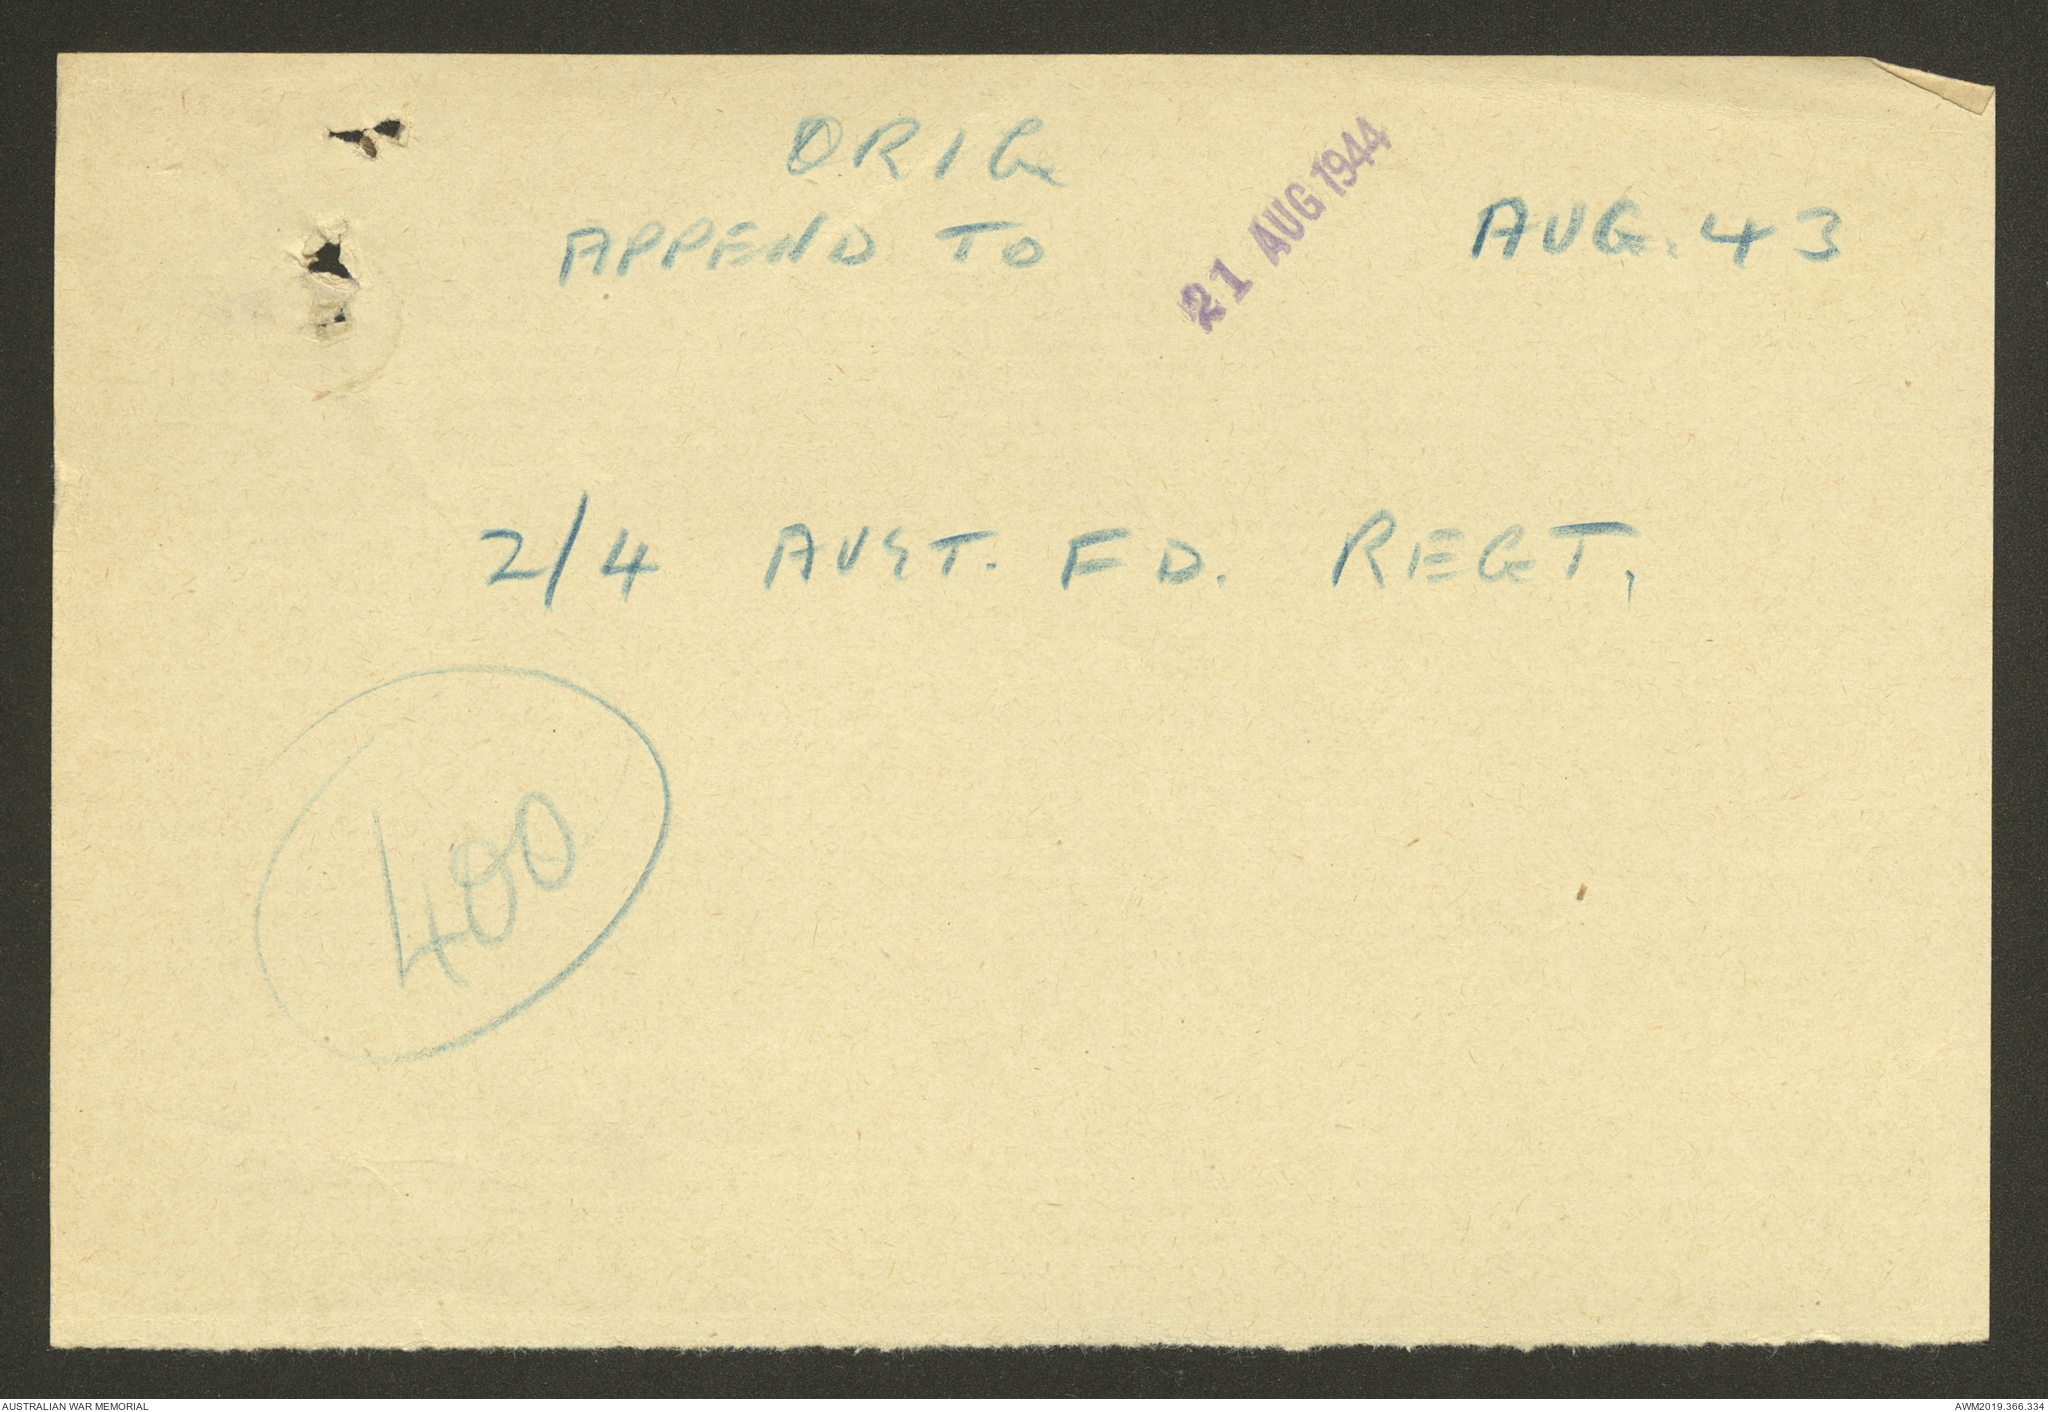 ORIG
APPEND TO
21 AUG 1944
AUG. 43
2/4 AUST. FD. REGT.
400
AUSTRALIAN WAR MEMORIAL
AWM2019.366.334